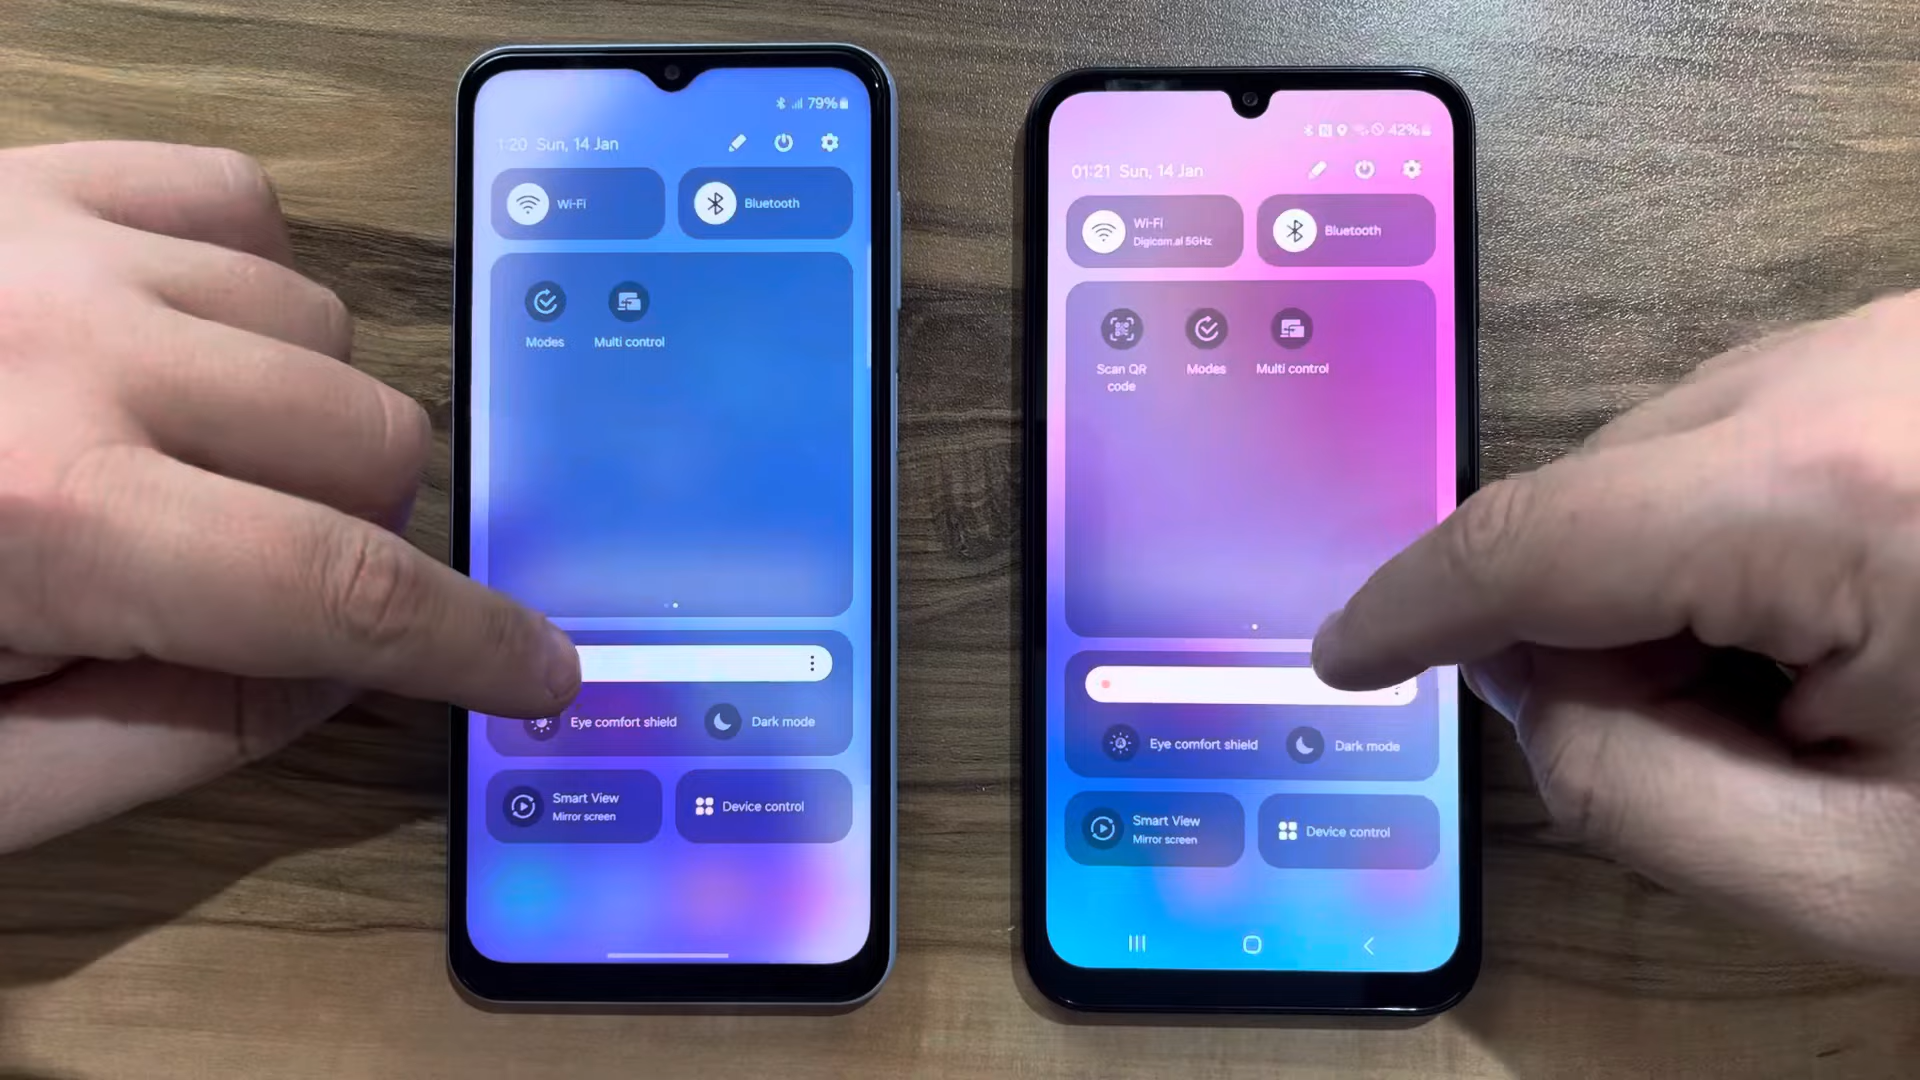 79%
1:20 Sun, 14 Jan
Wi-Fi
Bluetooth
Modes
Multi control
Eye comfort shield
Dark mode
Smart View
Mirror screen
Device control
42%
01:21 Sun, 14 Jan
Wi-Fi
Digicom.al 5GHz
Bluetooth
Scan QR
code
Modes
Multi control
Eye comfort shield
Dark mode
Smart View
Mirror screen
Device control